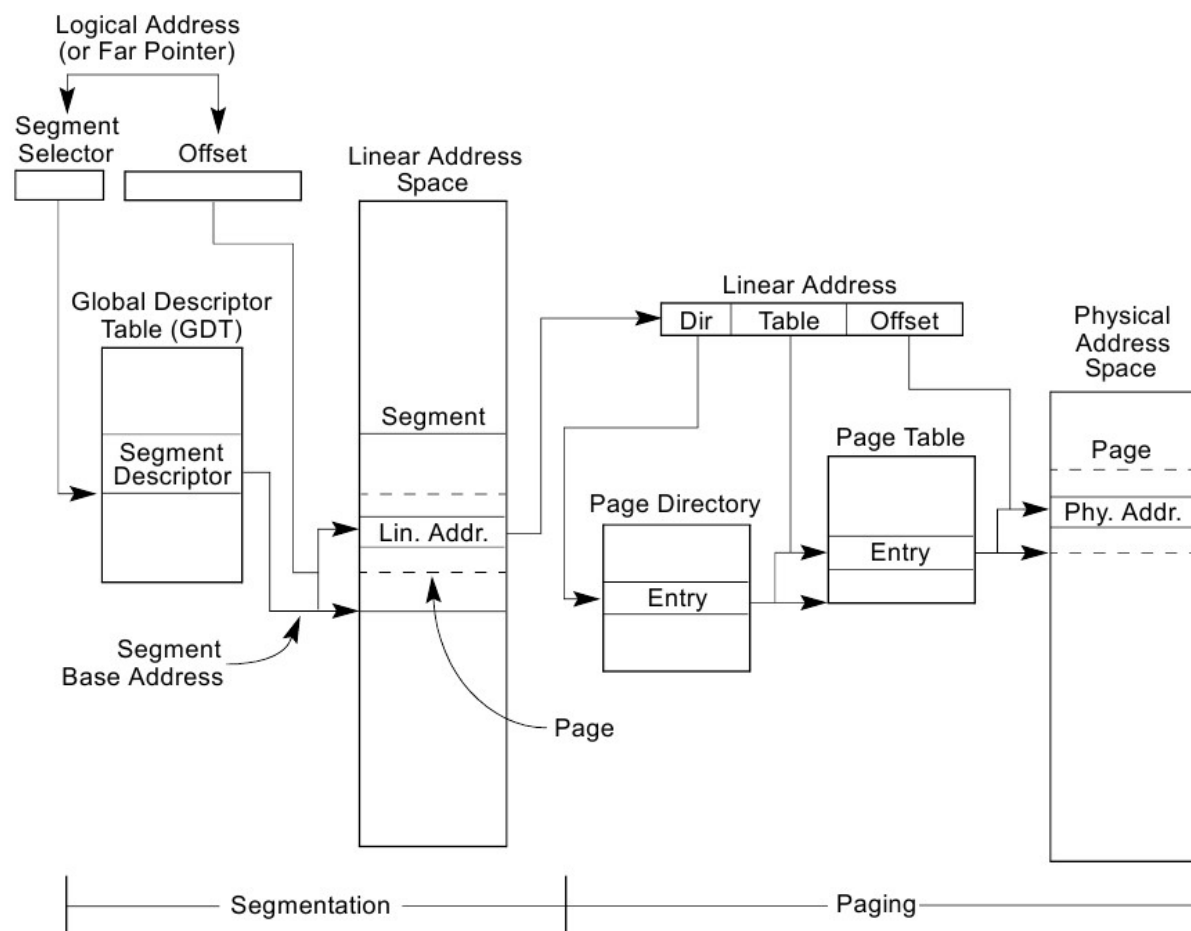 Logical Address
(or Far Pointer)
Segment
Selector
Offset
Linear Address
Space
Global Descriptor
Table (GDT)
Segment
Descriptor
Segment
Lin. Addr.
Segment
Base Address
Page
Linear Address
Dir
Table
Offset
Page Directory
Entry
Page Table
Entry
Physical
Address
Space
Page
Phy. Addr.
Segmentation
Paging